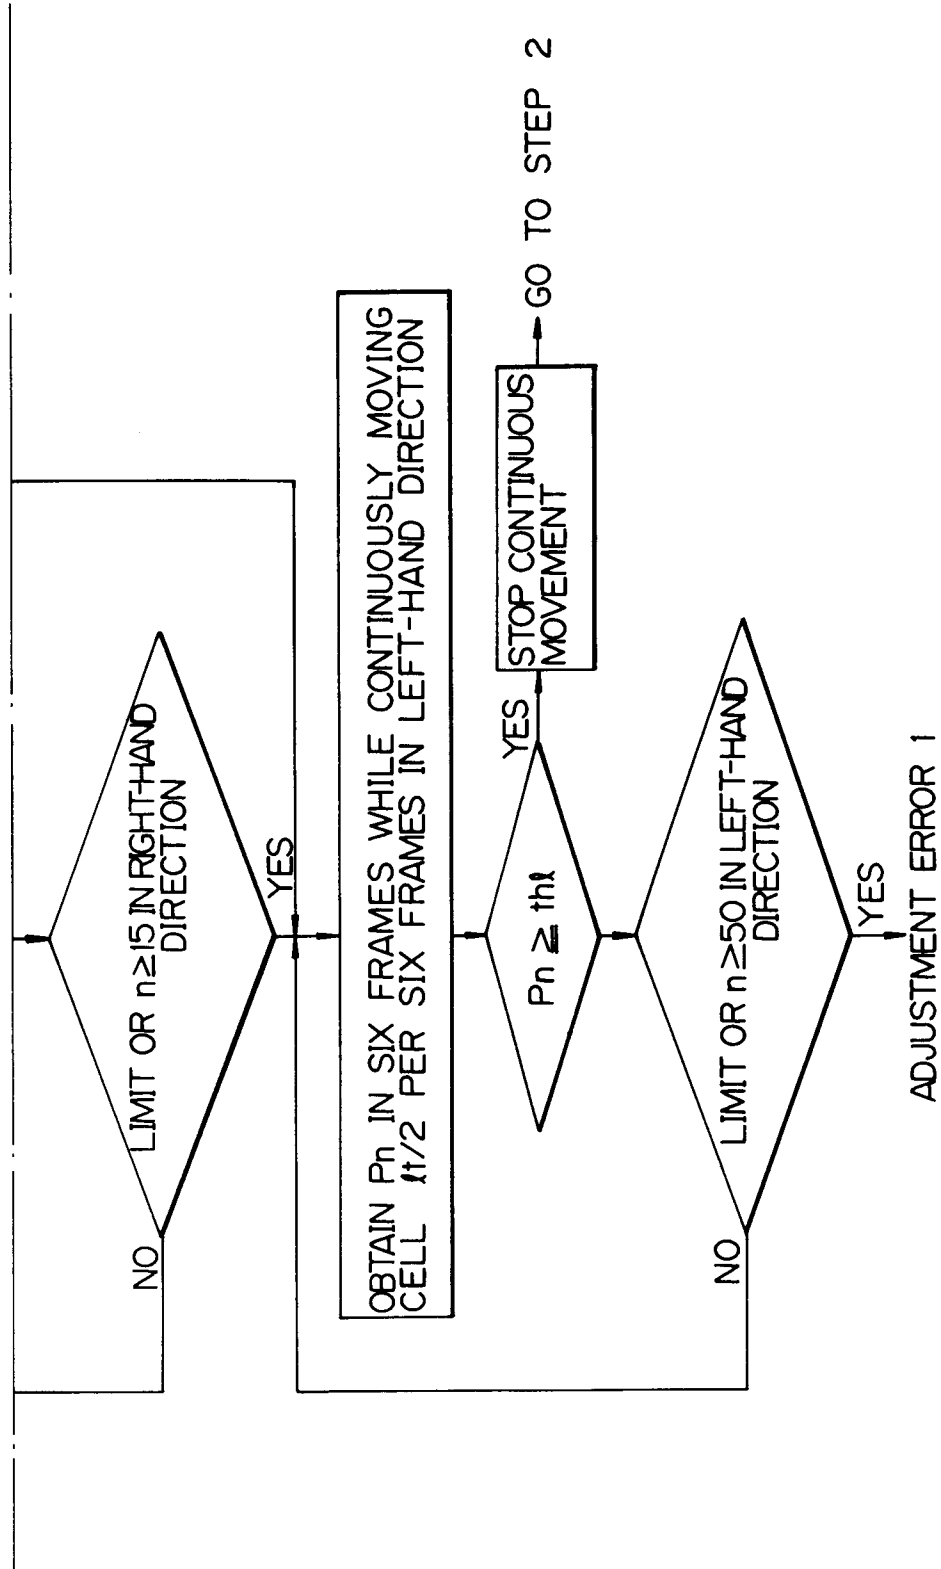 LIMIT OR n≥15 IN RIGHT-HAND
DIRECTION
NO
YES
OBTAIN Pn IN SIX FRAMES WHILE CONTINUOUSLY MOVING
CELL ℓt/2 PER SIX FRAMES IN LEFT-HAND DIRECTION
Pn ≧ thℓ
YES
STOP CONTINUOUS
MOVEMENT
GO TO STEP 2
LIMIT OR n≥50 IN LEFT-HAND
DIRECTION
NO
YES
ADJUSTMENT ERROR 1